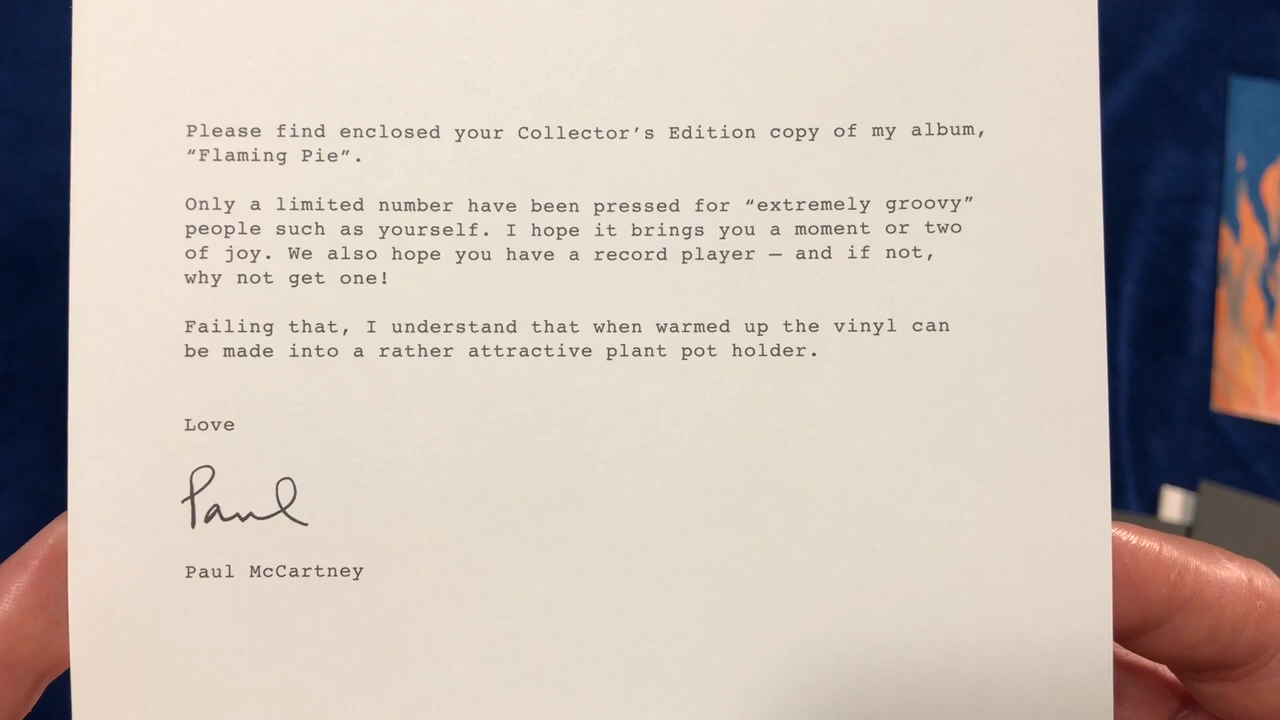 Please find enclosed your Collector’s Edition copy of my album,
“Flaming Pie”.
Only a limited number have been pressed for “extremely groovy”
people such as yourself. I hope it brings you a moment or two
of joy. We also hope you have a record player – and if not,
why not get one!
Failing that, I understand that when warmed up the vinyl can
be made into a rather attractive plant pot holder.
Love
Paul
Paul McCartney